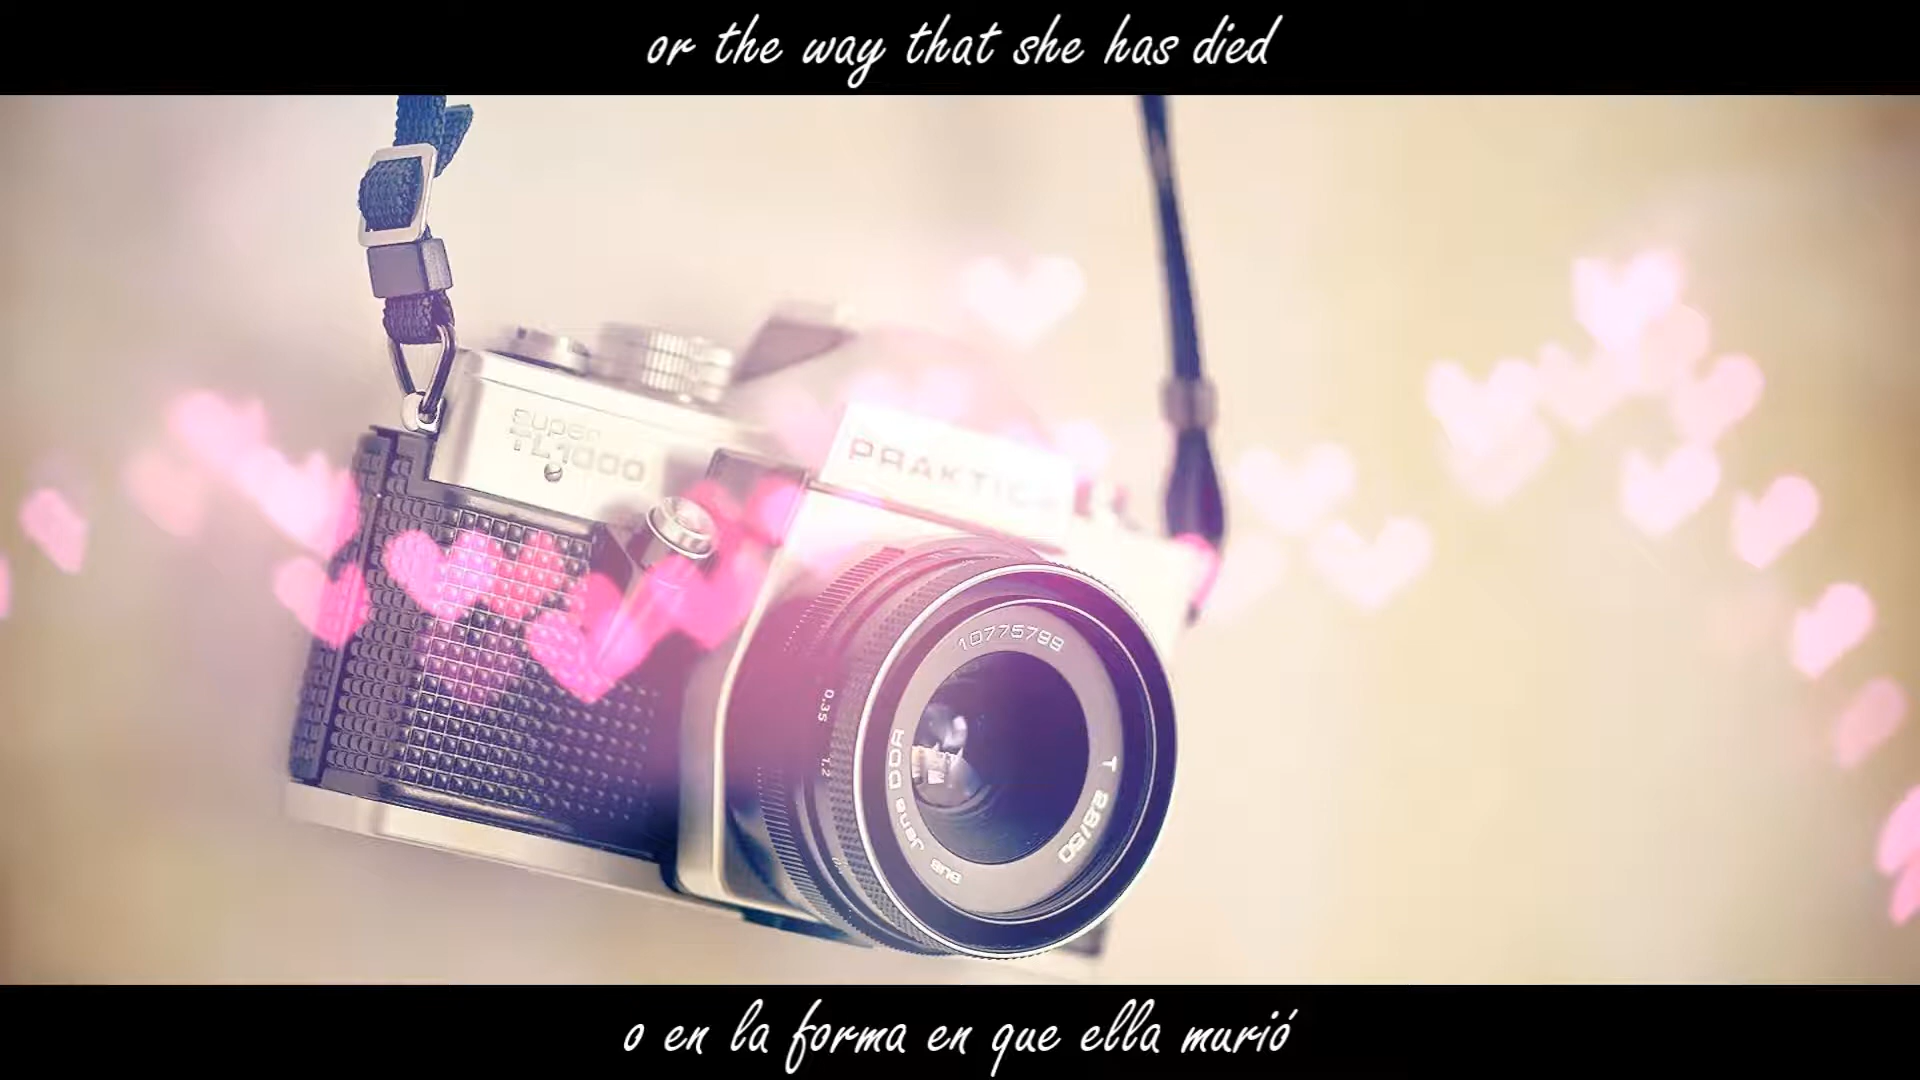 or the way that she has died
super
TL1000
PRAKTICA
10775799
0.35
1.2
T 2.8/50
aus Jena DDR
o en la forma en que ella murió